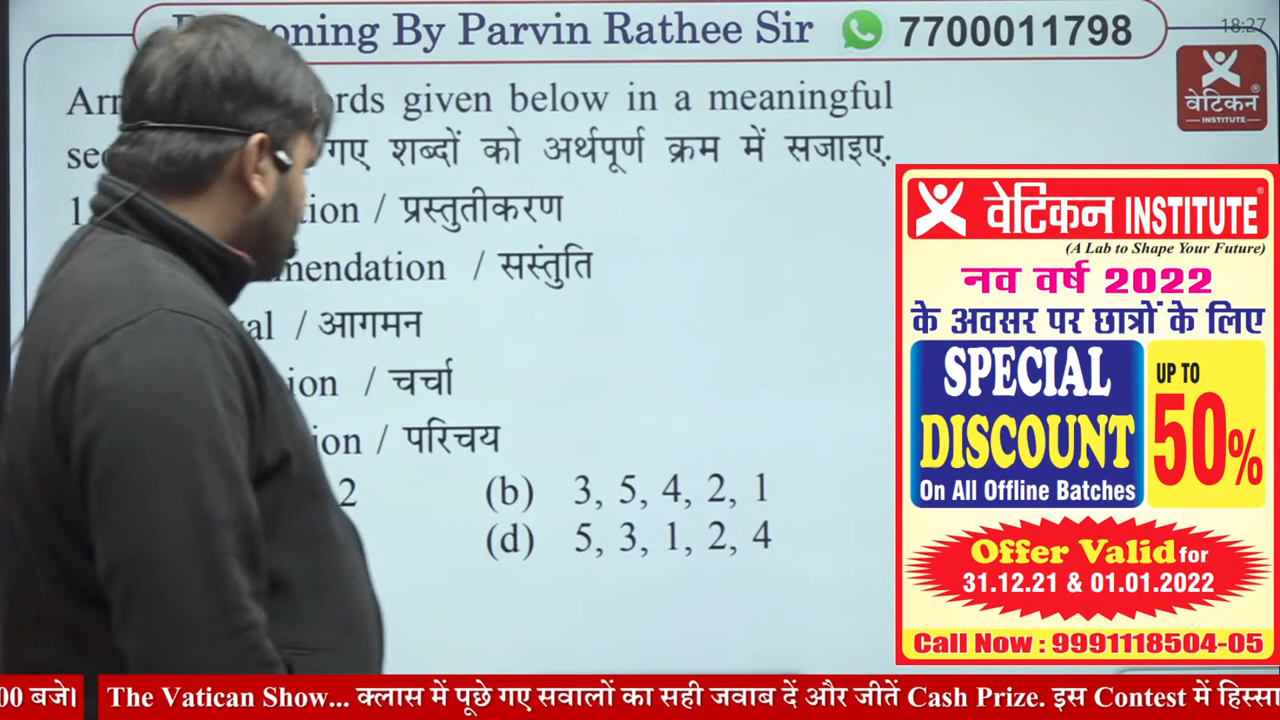 oning By Parvin Rathee Sir 7700011798
18:27
Arr rds given below in a meaningful
se गए शब्दों को अर्थपूर्ण क्रम में सजाइए.
1 tion / प्रस्तुतीकरण
mendation / सस्ंतुति
al / आगमन
ion / चर्चा
ion / परिचय
2 (b) 3, 5, 4, 2, 1
(d) 5, 3, 1, 2, 4
वेटिकन
INSTITUTE
वेटिकन INSTITUTE
(A Lab to Shape Your Future)
नव वर्ष 2022
के अवसर पर छात्रों के लिए
SPECIAL
DISCOUNT
On All Offline Batches
UP TO
50%
Offer Valid for
31.12.21 & 01.01.2022
Call Now : 9991118504-05
00 बजे। The Vatican Show... क्लास में पूछे गए सवालों का सही जवाब दें और जीतें Cash Prize. इस Contest में हिस्सा